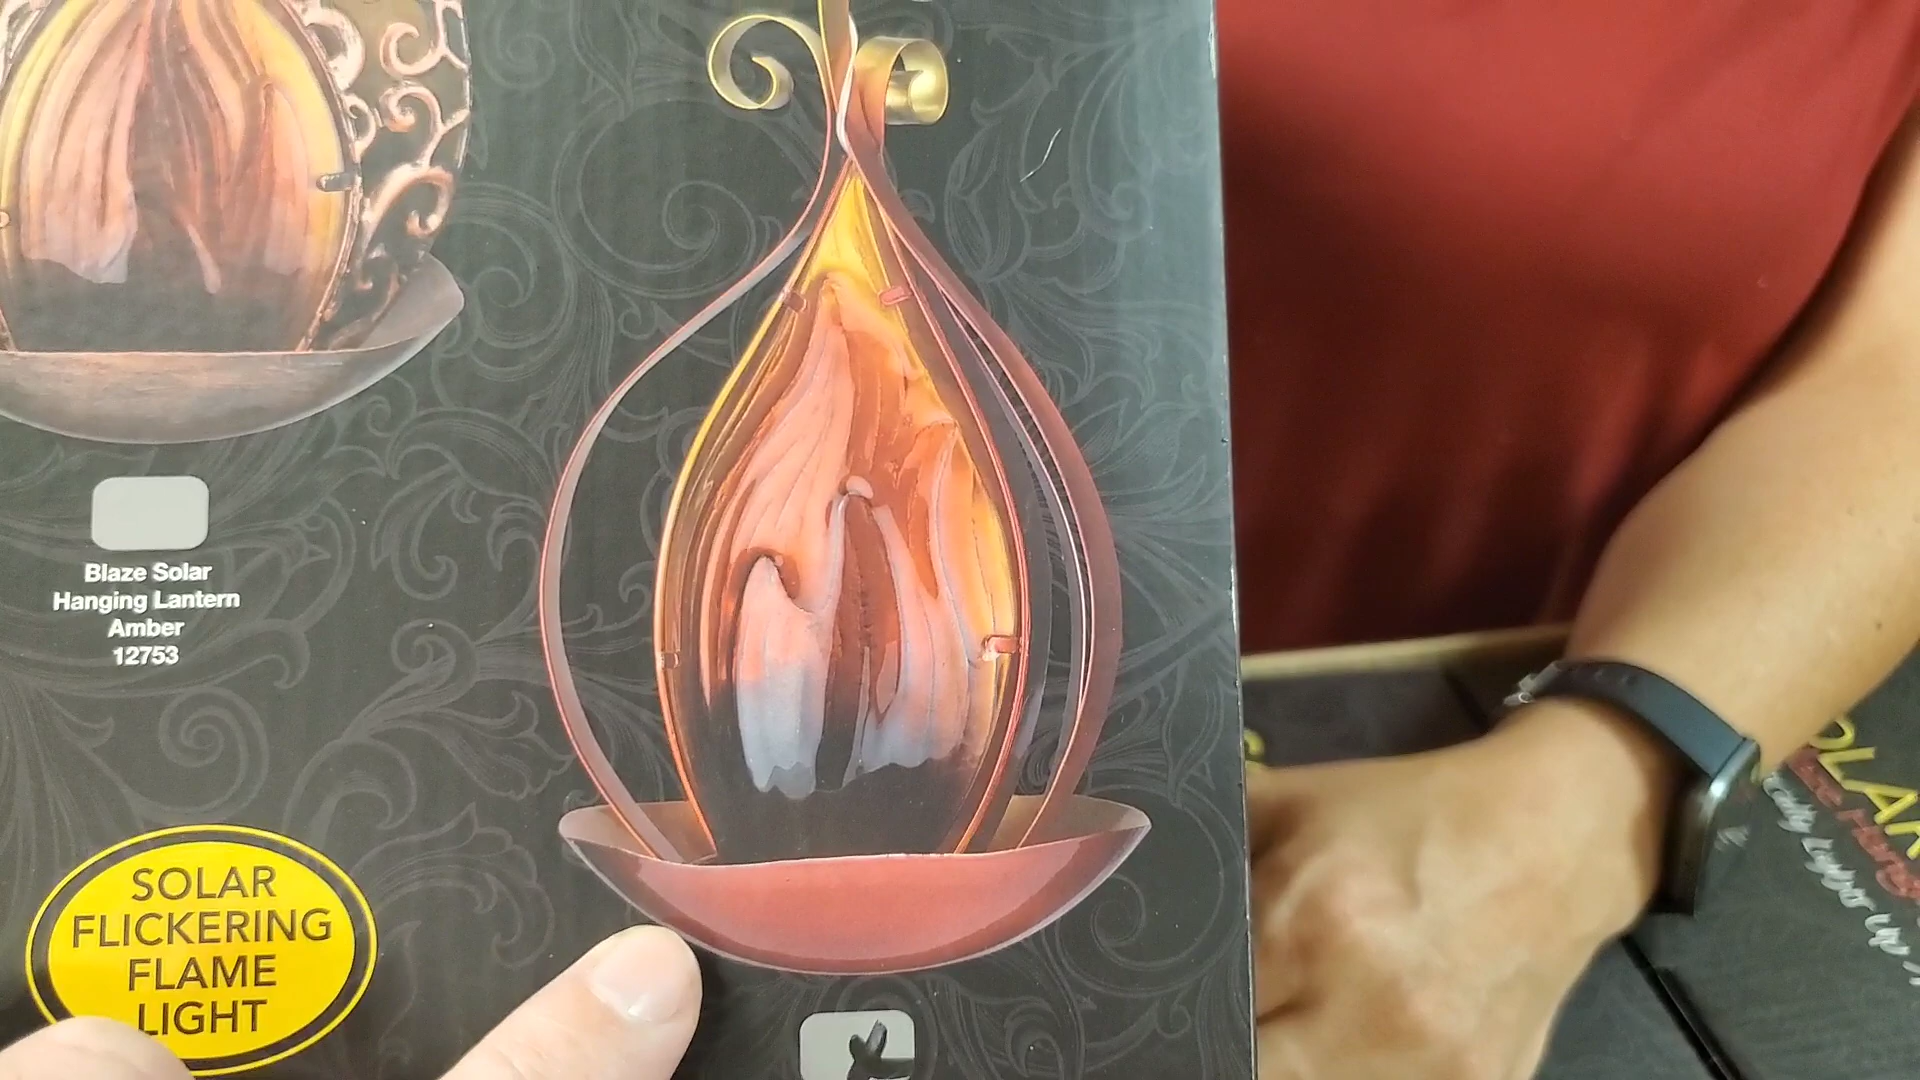 Blaze Solar
Hanging Lantern
Amber
12753
SOLAR
FLICKERING
FLAME
LIGHT